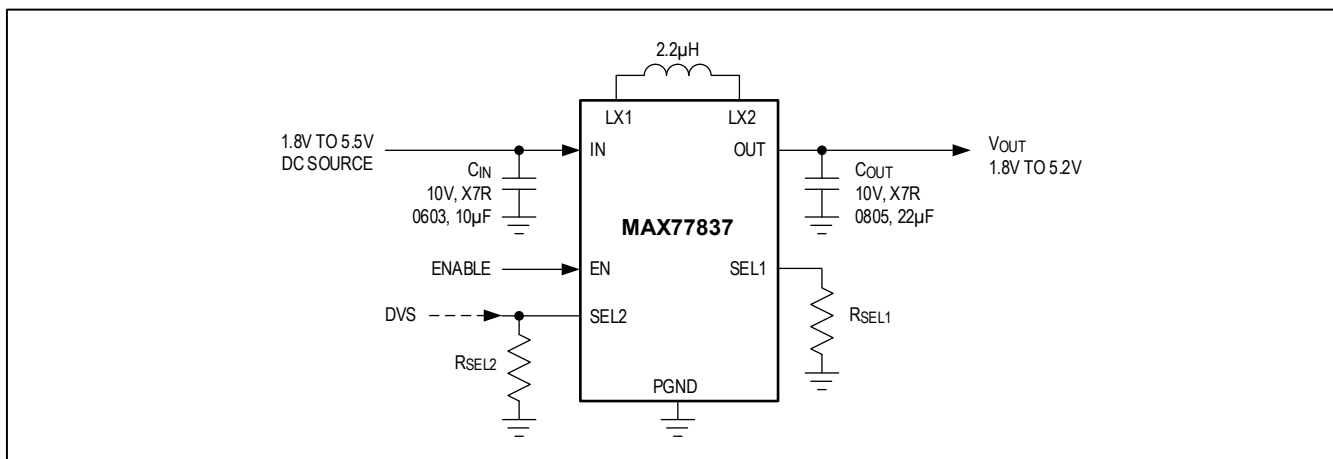 2.2µH
LX1
LX2
1.8V TO 5.5V
DC SOURCE
IN
OUT
VOUT
1.8V TO 5.2V
CIN
10V, X7R
0603, 10µF
COUT
10V, X7R
0805, 22µF
MAX77837
ENABLE
EN
SEL1
DVS
SEL2
RSEL1
RSEL2
PGND